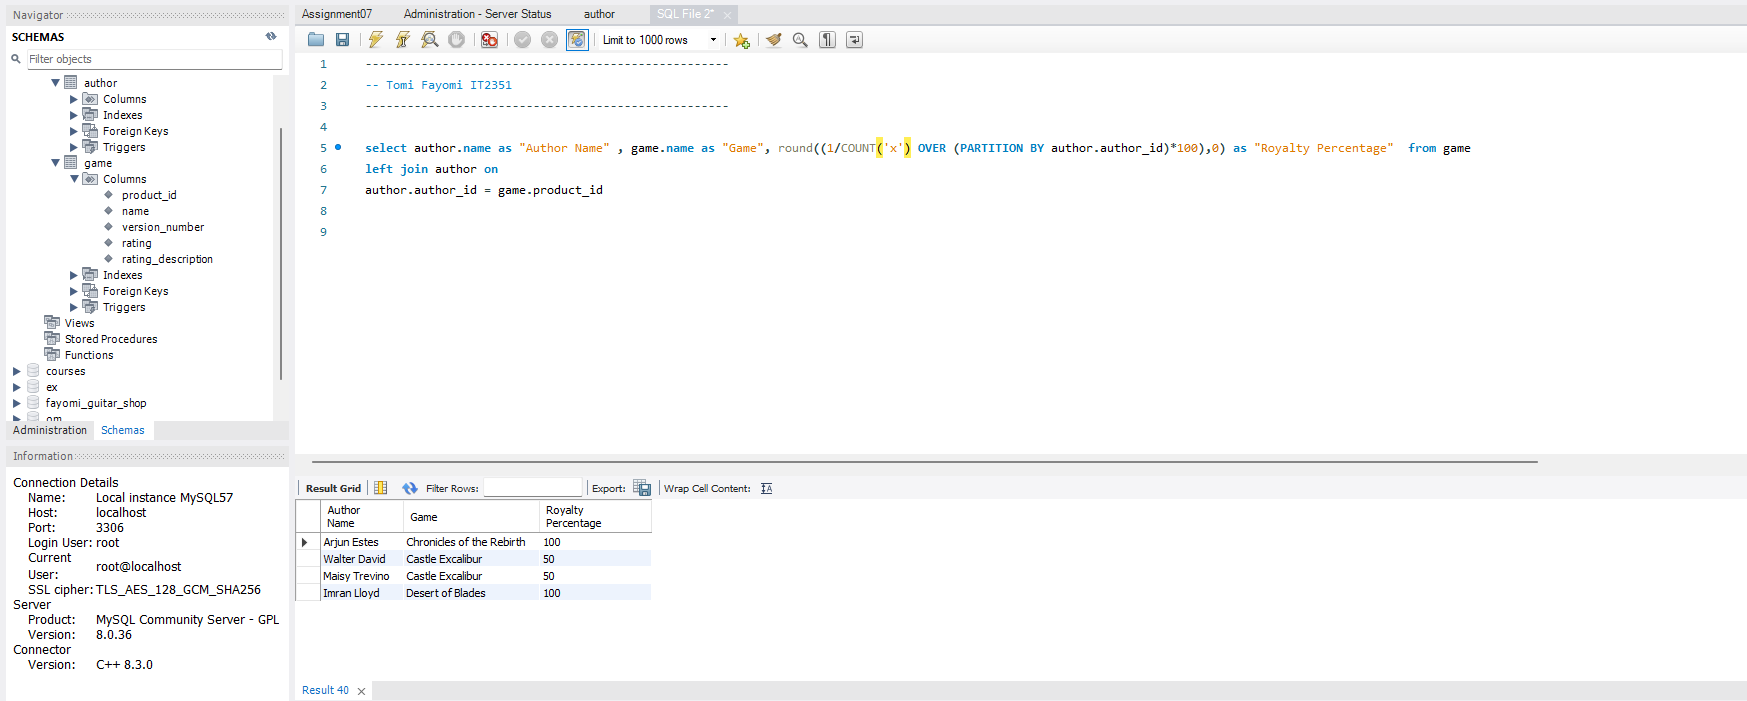 Navigator
SCHEMAS
Filter objects
author
Columns
Indexes
Foreign Keys
Triggers
game
Columns
product_id
name
version_number
rating
rating_description
Indexes
Foreign Keys
Triggers
Views
Stored Procedures
Functions
courses
ex
fayomi_guitar_shop
om
Administration Schemas
Information
Connection Details
Name: Local instance MySQL57
Host: localhost
Port: 3306
Login User: root
Current
User: root@localhost
SSL cipher: TLS_AES_128_GCM_SHA256
Server
Product: MySQL Community Server - GPL
Version: 8.0.36
Connector
Version: C++ 8.3.0
Assignment07 Administration - Server Status author SQL File 2*
Limit to 1000 rows
1 ----------------------------------------------------
2 -- Tomi Fayomi IT2351
3 ----------------------------------------------------
4
5 select author.name as "Author Name" , game.name as "Game", round((1/COUNT('x') OVER (PARTITION BY author.author_id)*100),0) as "Royalty Percentage"  from game
6 left join author on
7 author.author_id = game.product_id
8
9
Result Grid Filter Rows: Export: Wrap Cell Content:
Author Name Game Royalty Percentage
Arjun Estes Chronicles of the Rebirth 100
Walter David Castle Excalibur 50
Maisy Trevino Castle Excalibur 50
Imran Lloyd Desert of Blades 100
Result 40